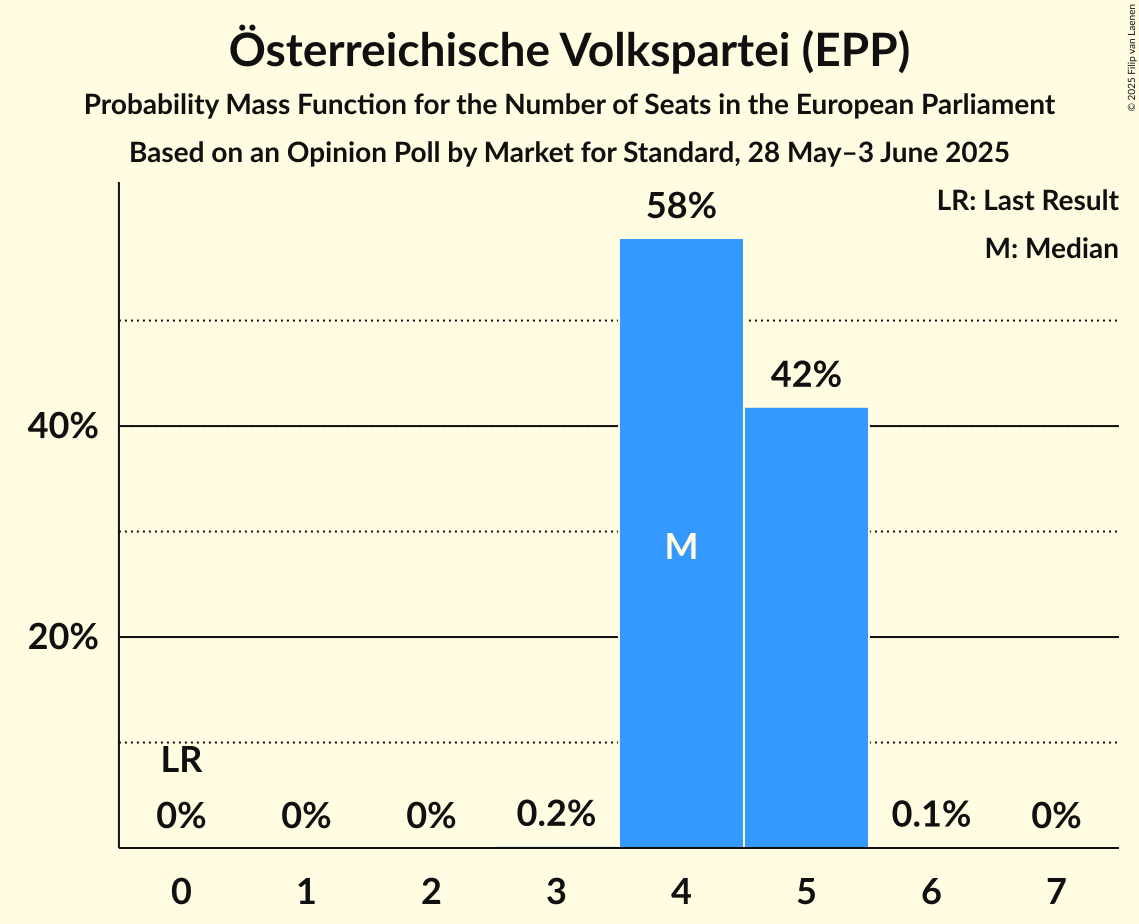 Österreichische Volkspartei (EPP)
Probability Mass Function for the Number of Seats in the European Parliament
Based on an Opinion Poll by Market for Standard, 28 May–3 June 2025
© 2025 Filip van Laenen
LR: Last Result
M: Median
58%
42%
40%
M
20%
LR
0% 0% 0% 0.2% 0.1% 0%
0 1 2 3 4 5 6 7